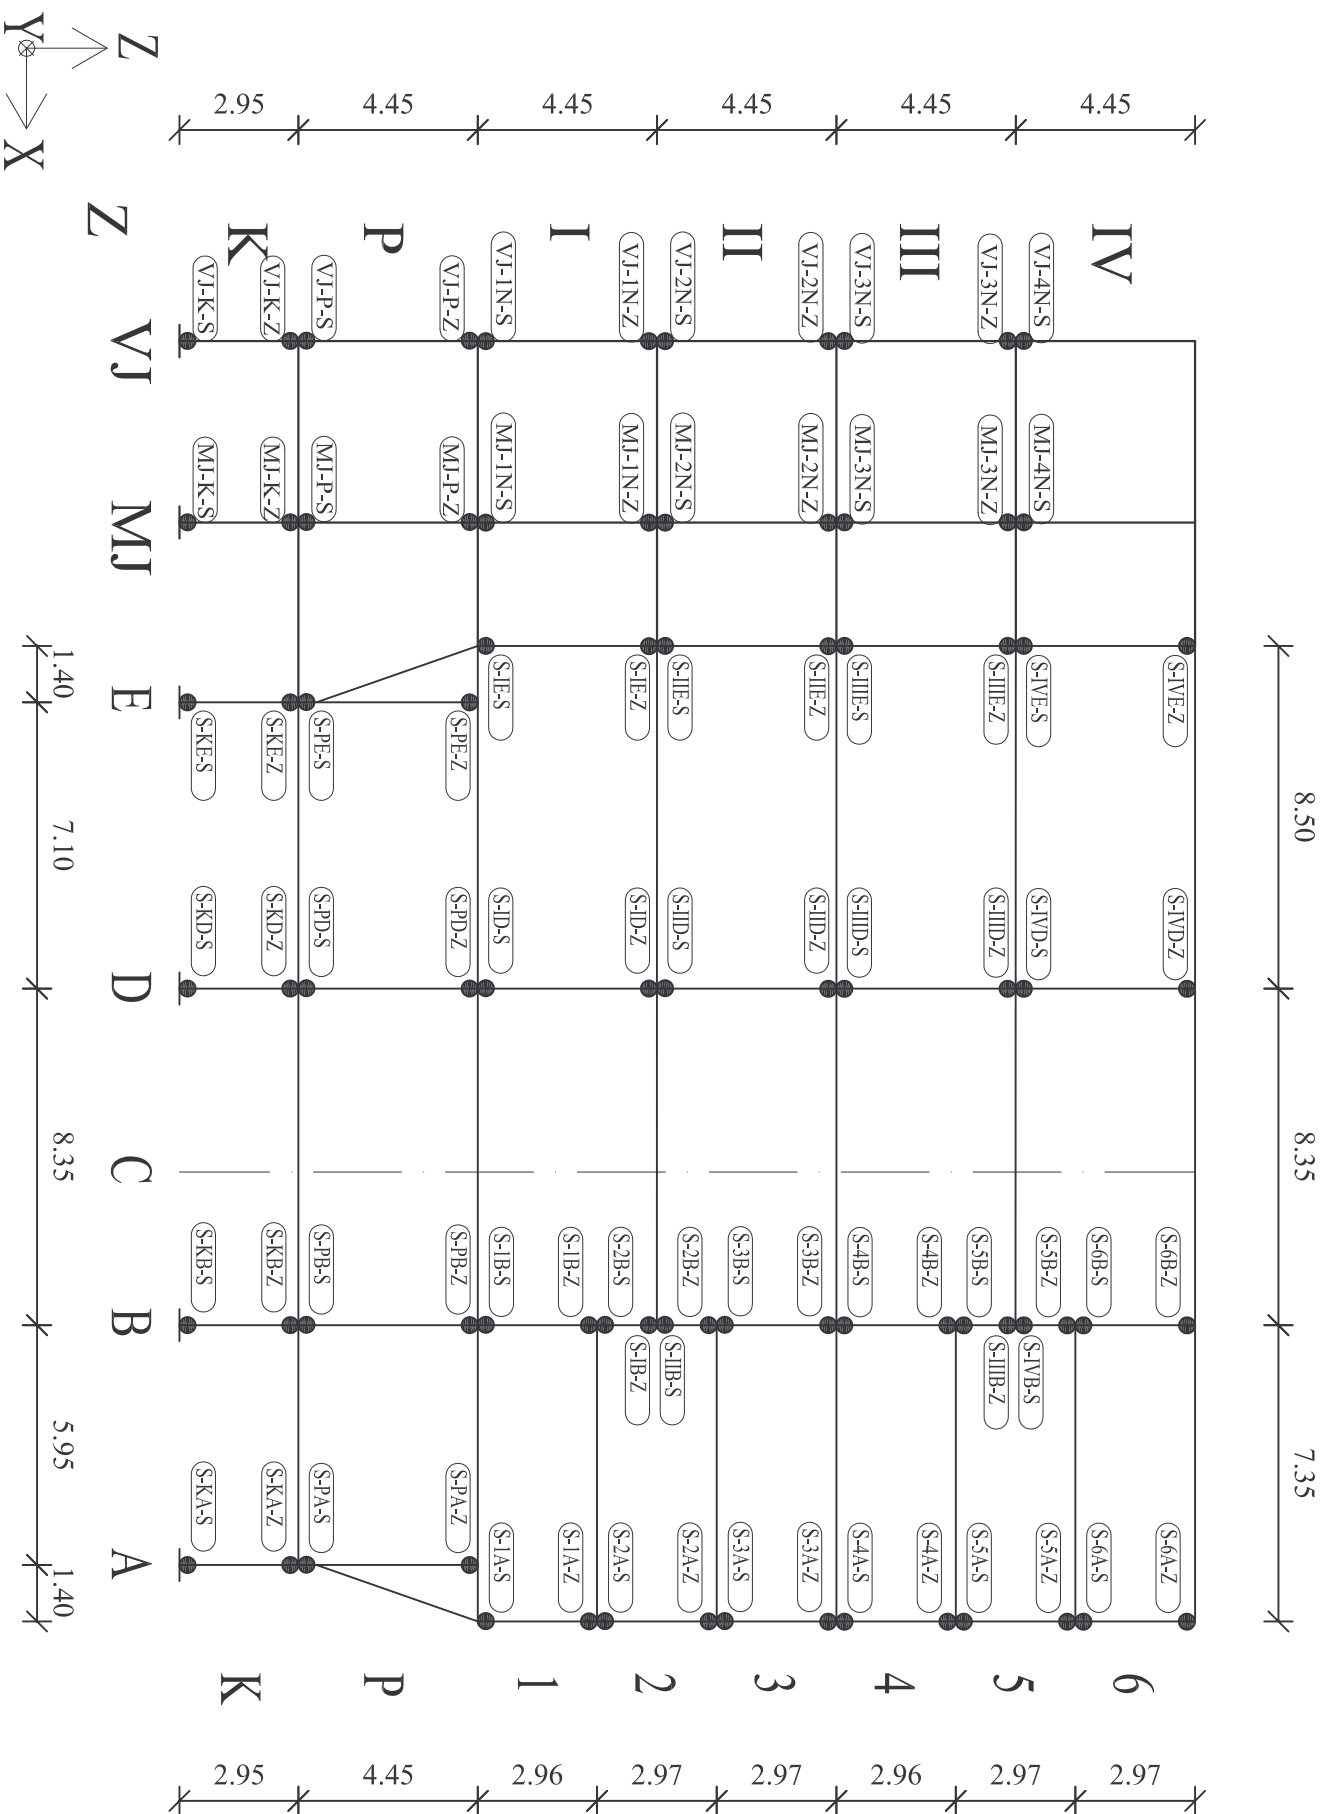 Z
Y
X
2.95
4.45
4.45
4.45
4.45
4.45
Z
K
P
I
II
III
IV
VJ-K-S
VJ-K-Z
VJ-P-S
VJ-P-Z
VJ-1N-S
VJ-1N-Z
VJ-2N-S
VJ-2N-Z
VJ-3N-S
VJ-3N-Z
VJ-4N-S
VJ
MJ-K-S
MJ-K-Z
MJ-P-S
MJ-P-Z
MJ-1N-S
MJ-1N-Z
MJ-2N-S
MJ-2N-Z
MJ-3N-S
MJ-3N-Z
MJ-4N-S
MJ
1.40
E
S-KE-S
S-KE-Z
S-PE-S
S-PE-Z
S-IE-S
S-IE-Z
S-IIE-S
S-IIE-Z
S-IIIE-S
S-IIIE-Z
S-IVE-S
S-IVE-Z
7.10
8.50
S-KD-S
S-KD-Z
S-PD-S
S-PD-Z
S-ID-S
S-ID-Z
S-IID-S
S-IID-Z
S-IIID-S
S-IIID-Z
S-IVD-S
S-IVD-Z
D
8.35
C
8.35
S-KB-S
S-KB-Z
S-PB-S
S-PB-Z
S-1B-S
S-1B-Z
S-2B-S
S-2B-Z
S-3B-S
S-3B-Z
S-4B-S
S-4B-Z
S-5B-S
S-5B-Z
S-6B-S
S-6B-Z
B
S-IB-Z
S-IIB-S
S-IIIB-Z
S-IVB-S
5.95
7.35
S-KA-S
S-KA-Z
S-PA-S
S-PA-Z
S-1A-S
S-1A-Z
S-2A-S
S-2A-Z
S-3A-S
S-3A-Z
S-4A-S
S-4A-Z
S-5A-S
S-5A-Z
S-6A-S
S-6A-Z
A
1.40
K
P
1
2
3
4
5
6
2.95
4.45
2.96
2.97
2.97
2.96
2.97
2.97